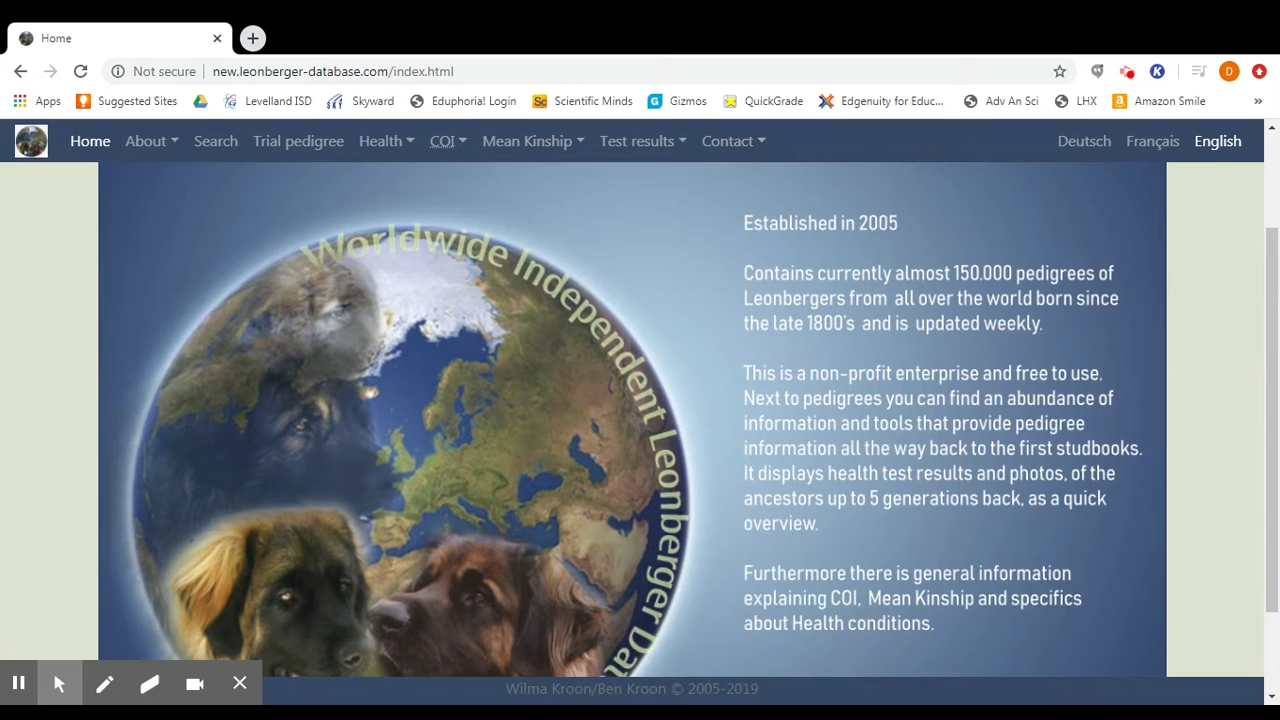 Home
Not secure new.leonberger-database.com/index.html
D
Apps Suggested Sites Levelland ISD Skyward Eduphoria! Login Scientific Minds Gizmos QuickGrade Edgenuity for Educ... Adv An Sci LHX Amazon Smile »
Home About Search Trial pedigree Health COI Mean Kinship Test results Contact Deutsch Français English
Worldwide Independent Leonberger Dat
Established in 2005
Contains currently almost 150.000 pedigrees of
Leonbergers from all over the world born since
the late 1800's and is updated weekly.
This is a non-profit enterprise and free to use.
Next to pedigrees you can find an abundance of
information and tools that provide pedigree
information all the way back to the first studbooks.
It displays health test results and photos, of the
ancestors up to 5 generations back, as a quick
overview.
Furthermore there is general information
explaining COI, Mean Kinship and specifics
about Health conditions.
Wilma Kroon/Ben Kroon © 2005-2019